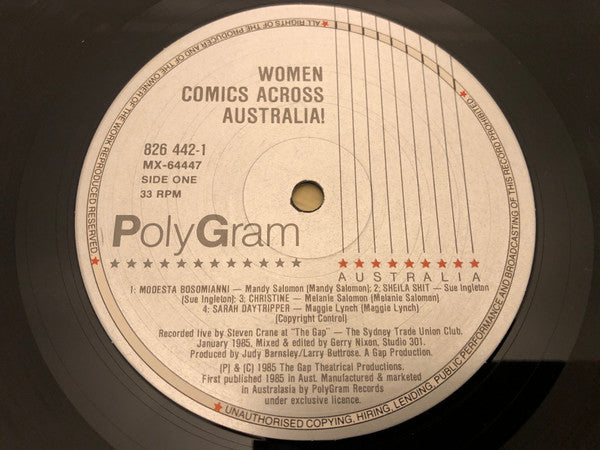 WOMEN
COMICS ACROSS
AUSTRALIA!
826 442-1
MX-64447
SIDE ONE
33 RPM
PolyGram
AUSTRALIA
1: MODESTA BOSOMIANNI — Mandy Salomon (Mandy Salomon); 2: SHEILA SHIT — Sue Ingleton
(Sue Ingleton); 3: CHRISTINE — Melanie Salomon (Melanie Salomon)
4: SARAH DAYTRIPPER — Maggie Lynch (Maggie Lynch)
(Copyright Control)
Recorded live by Steven Crane at "The Gap" — The Sydney Trade Union Club.
January 1985. Mixed & edited by Gerry Nixon, Studio 301.
Produced by Judy Barnsley/Larry Buttrose. A Gap Production.
(P) & (C) 1985 The Gap Theatrical Productions.
First published 1985 in Aust. Manufactured & marketed
in Australasia by PolyGram Records
under exclusive licence.
ALL RIGHTS OF THE PRODUCER AND OF THE OWNER OF THE WORK REPRODUCED RESERVED
UNAUTHORISED COPYING, HIRING, LENDING, PUBLIC PERFORMANCE AND BROADCASTING OF THIS RECORD PROHIBITED